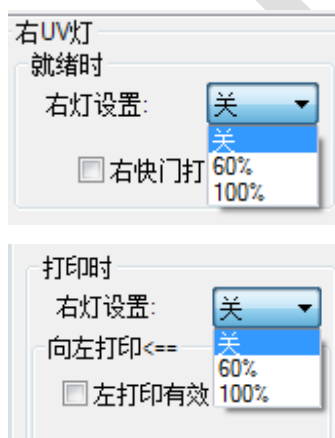 右UV灯
就绪时
右灯设置: 关
关
右快门打 60%
100%
打印时
右灯设置: 关
向左打印<== 关
60%
左打印有效 100%